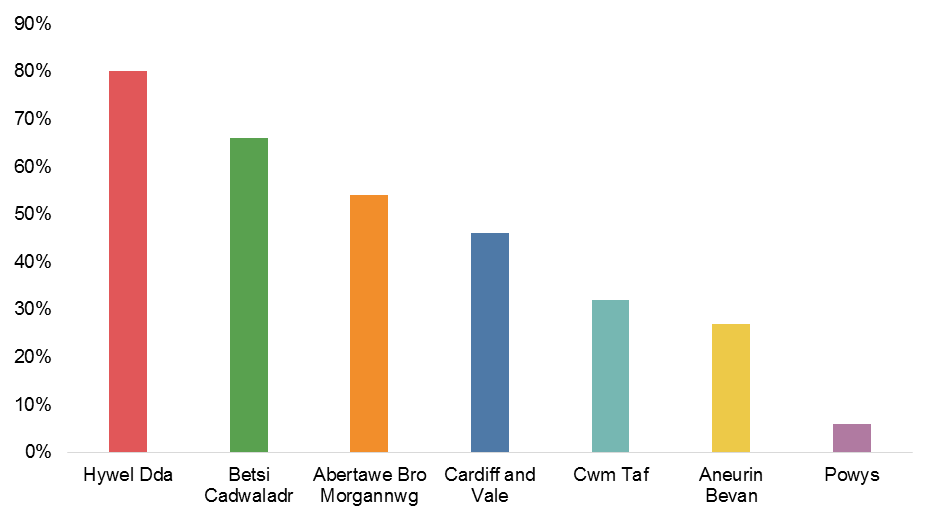 90%
80%
70%
60%
50%
40%
30%
20%
10%
0%
Hywel Dda
Betsi
Cadwaladr
Abertawe Bro
Morgannwg
Cardiff and
Vale
Cwm Taf
Aneurin
Bevan
Powys